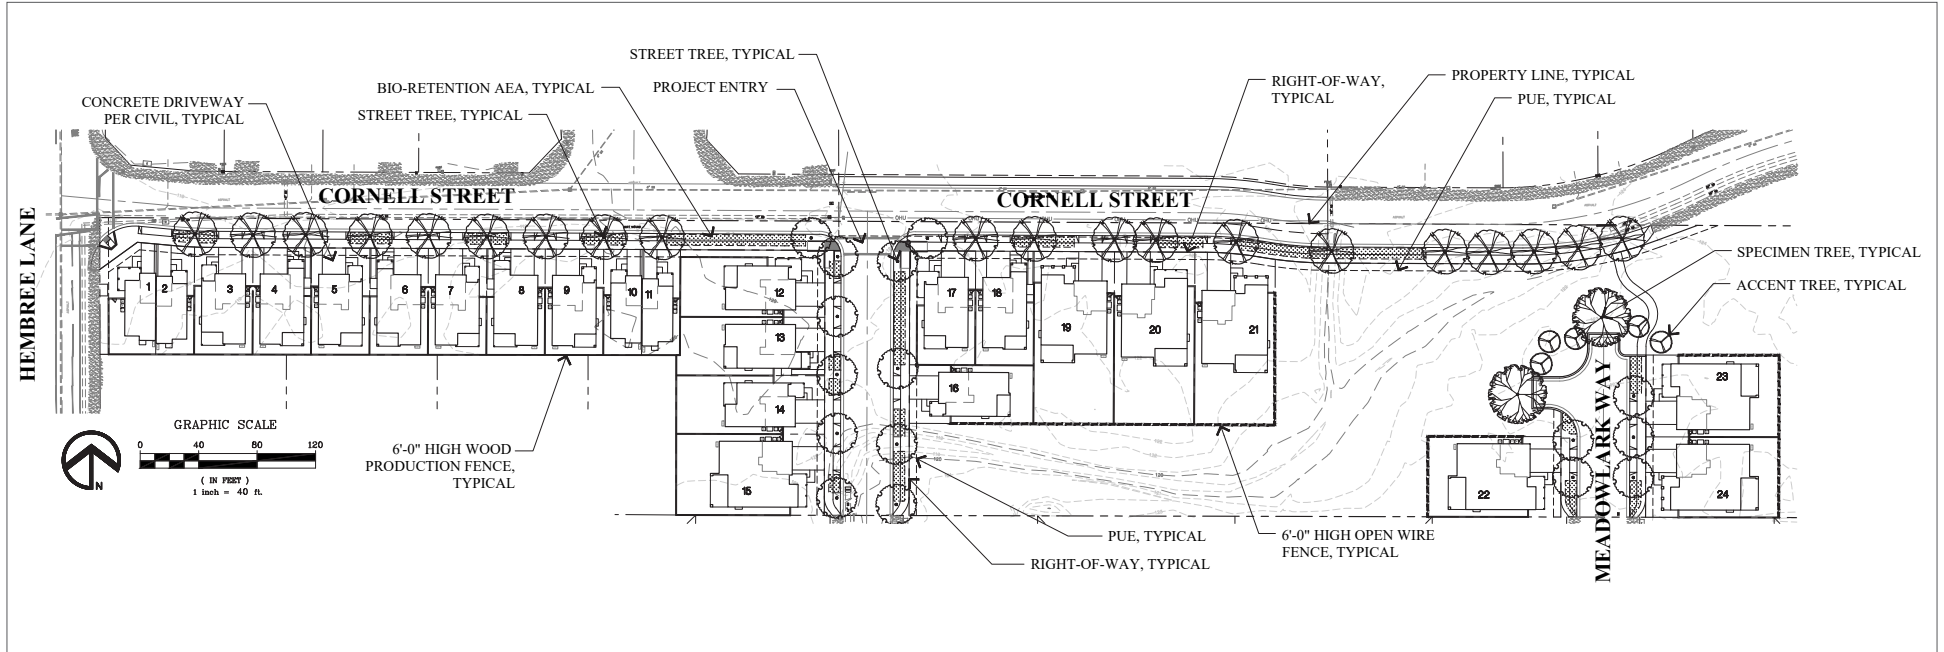 STREET TREE, TYPICAL
PROJECT ENTRY
BIO-RETENTION AEA, TYPICAL
STREET TREE, TYPICAL
CONCRETE DRIVEWAY
PER CIVIL, TYPICAL
RIGHT-OF-WAY,
TYPICAL
PROPERTY LINE, TYPICAL
PUE, TYPICAL
CORNELL STREET
CORNELL STREET
HEMBREE LANE
SPECIMEN TREE, TYPICAL
ACCENT TREE, TYPICAL
1
2
3
4
5
6
7
8
9
10
11
12
13
14
15
16
17
18
19
20
21
22
23
24
MEADOWLARK WAY
GRAPHIC SCALE
0 40 80 120
( IN FEET )
1 inch = 40 ft.
N
6'-0" HIGH WOOD
PRODUCTION FENCE,
TYPICAL
PUE, TYPICAL
RIGHT-OF-WAY, TYPICAL
6'-0" HIGH OPEN WIRE
FENCE, TYPICAL